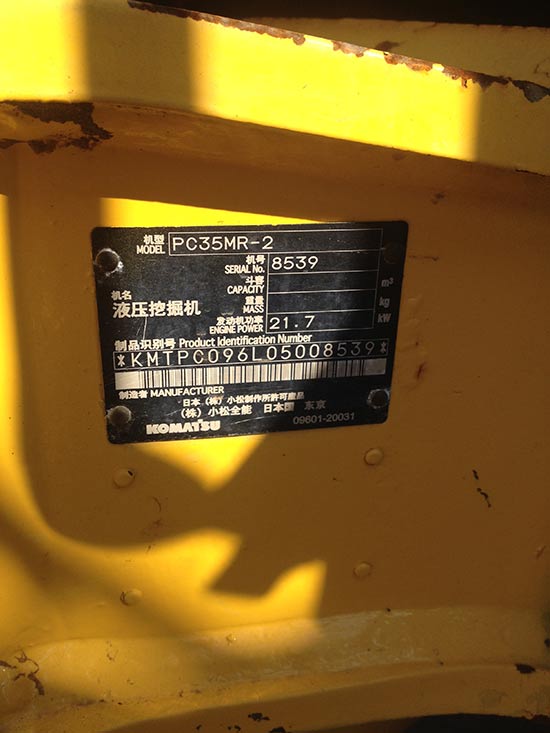 机型 MODEL PC35MR-2
机号 SERIAL No. 8539
斗容 CAPACITY m³
机名
重量 MASS kg
液压挖掘机
发动机功率 ENGINE POWER 21.7 kW
制品识别号 Product Identification Number
*KMTPC096L05008539*
制造者 MANUFACTURER
日本（株）小松制作所許可産品
（株）小松全能 日本国 东京
KOMATSU 09601-20031